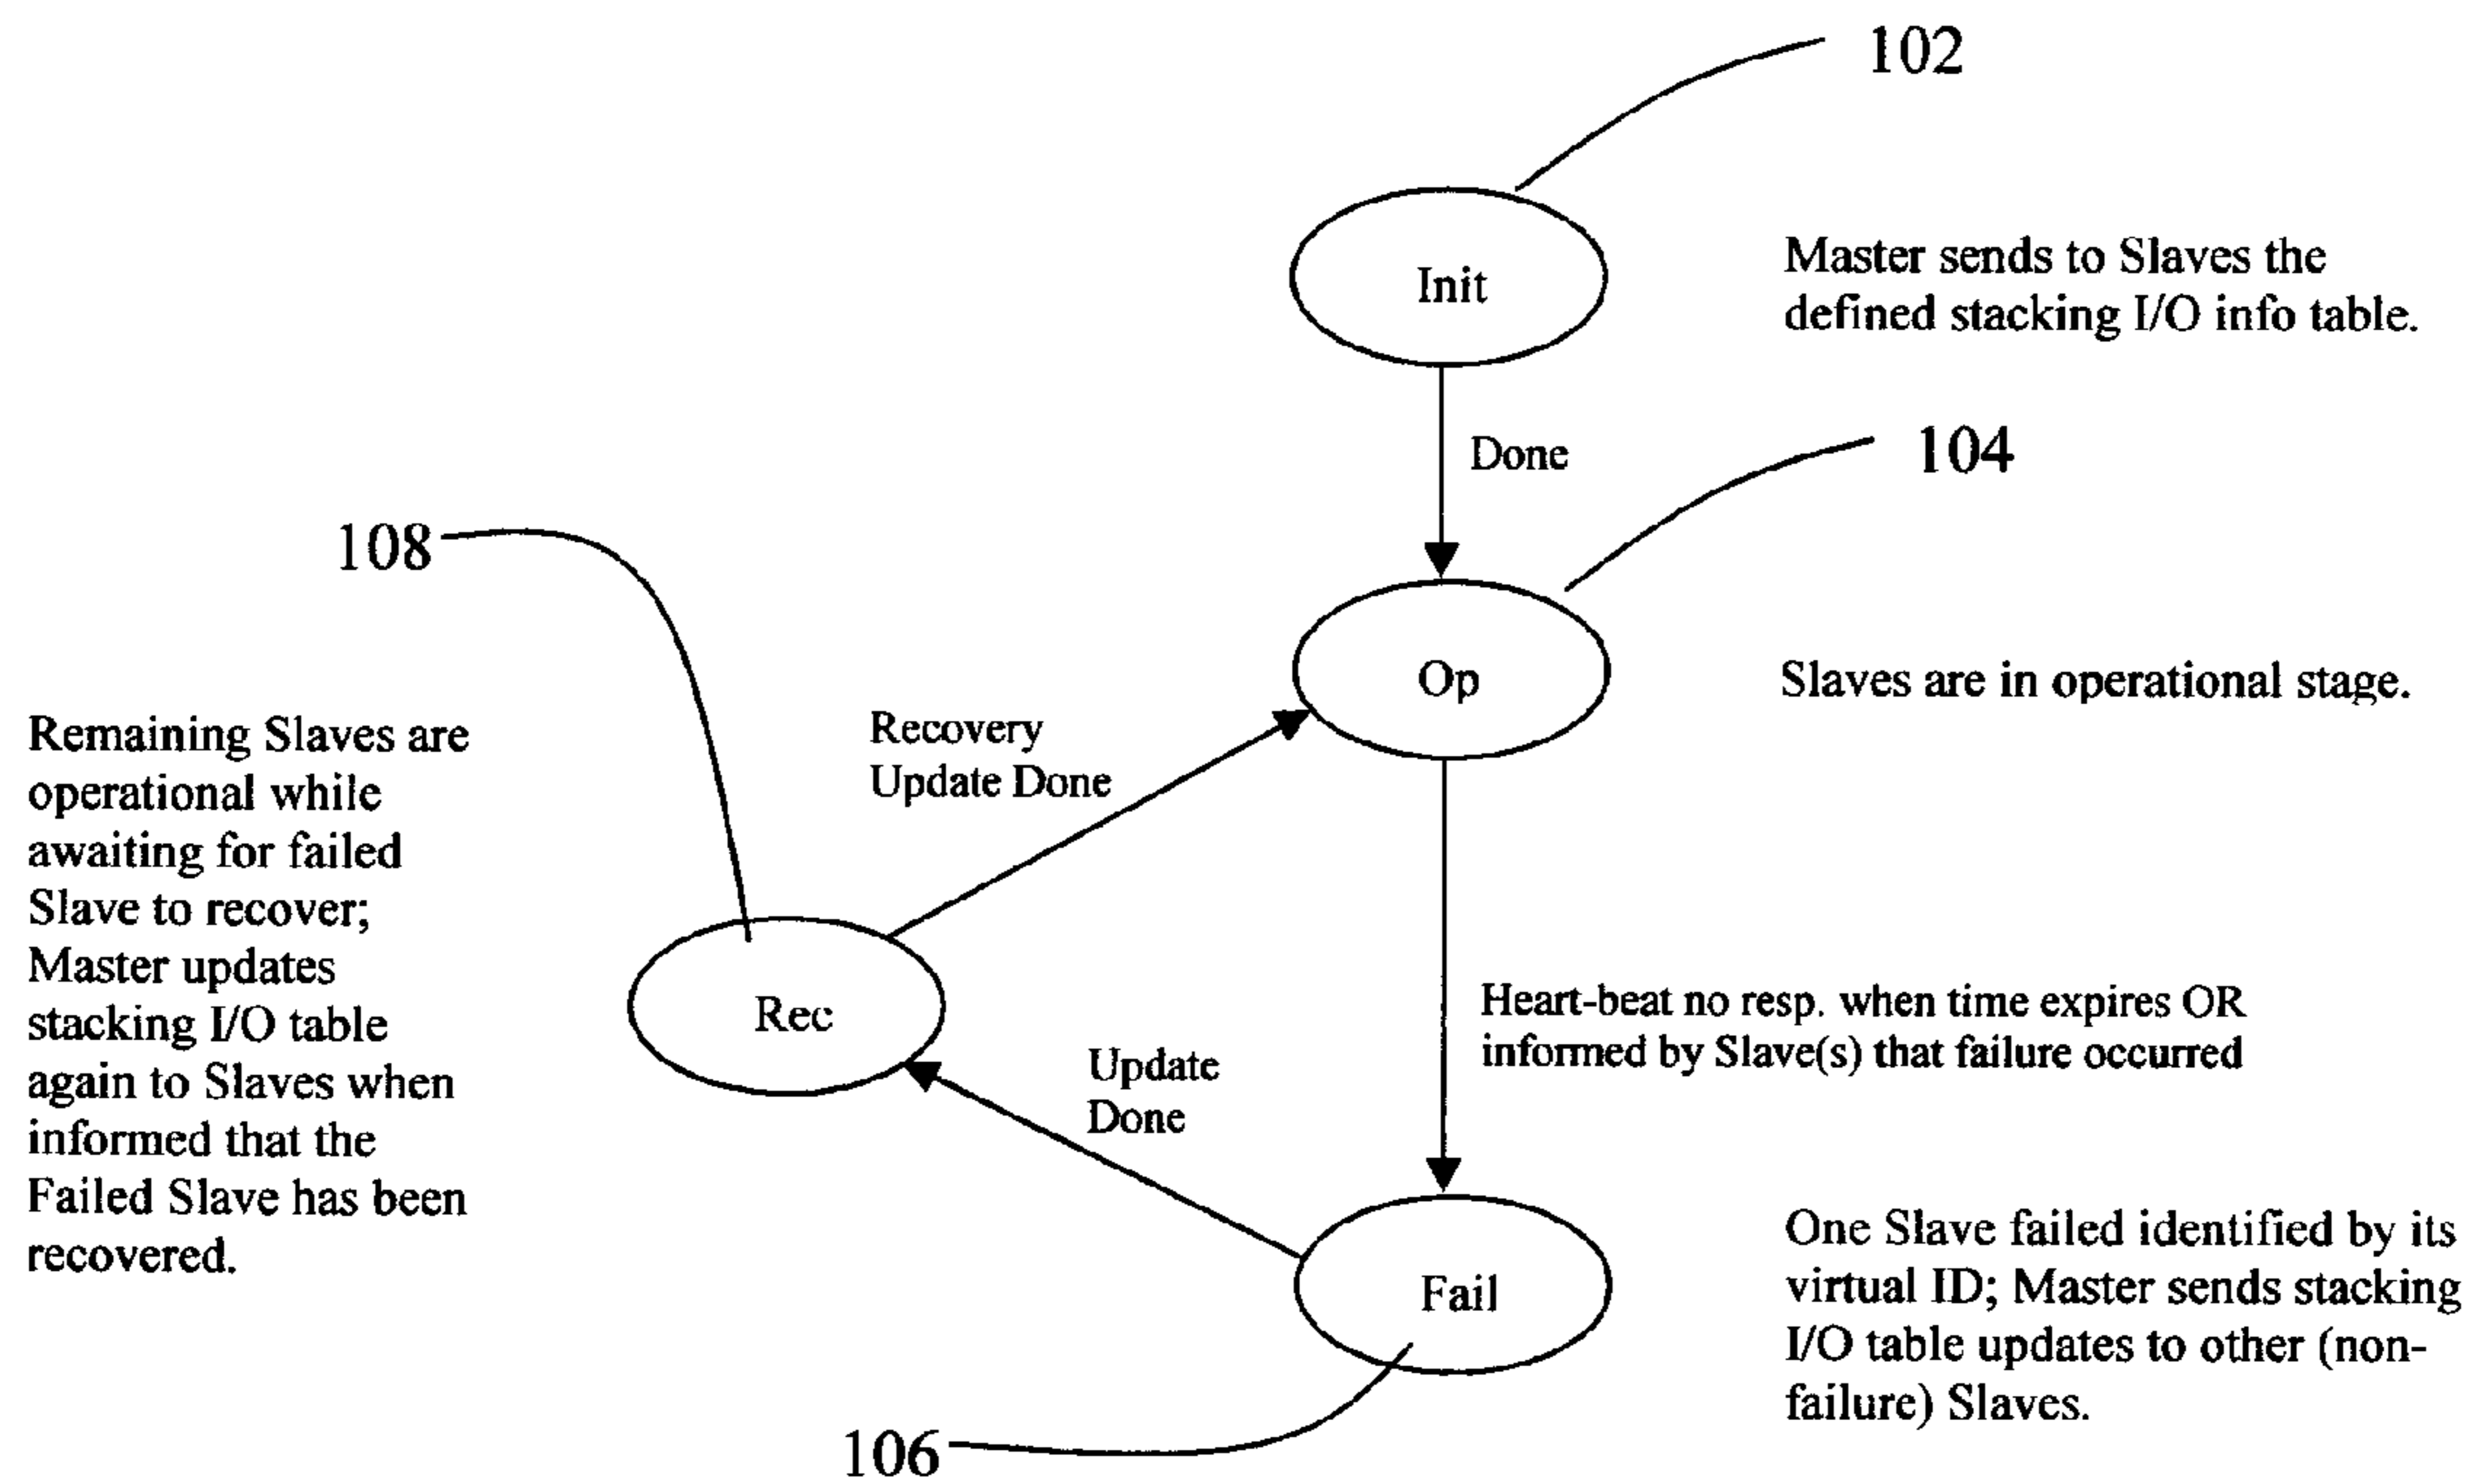 102
Init
Master sends to Slaves the
defined stacking I/O info table.
Done
104
108
Op
Slaves are in operational stage.
Recovery
Update Done
Remaining Slaves are
operational while
awaiting for failed
Slave to recover;
Master updates
stacking I/O table
again to Slaves when
informed that the
Failed Slave has been
recovered.
Rec
Heart-beat no resp. when time expires OR
informed by Slave(s) that failure occurred
Update
Done
Fail
One Slave failed identified by its
virtual ID; Master sends stacking
I/O table updates to other (non-
failure) Slaves.
106